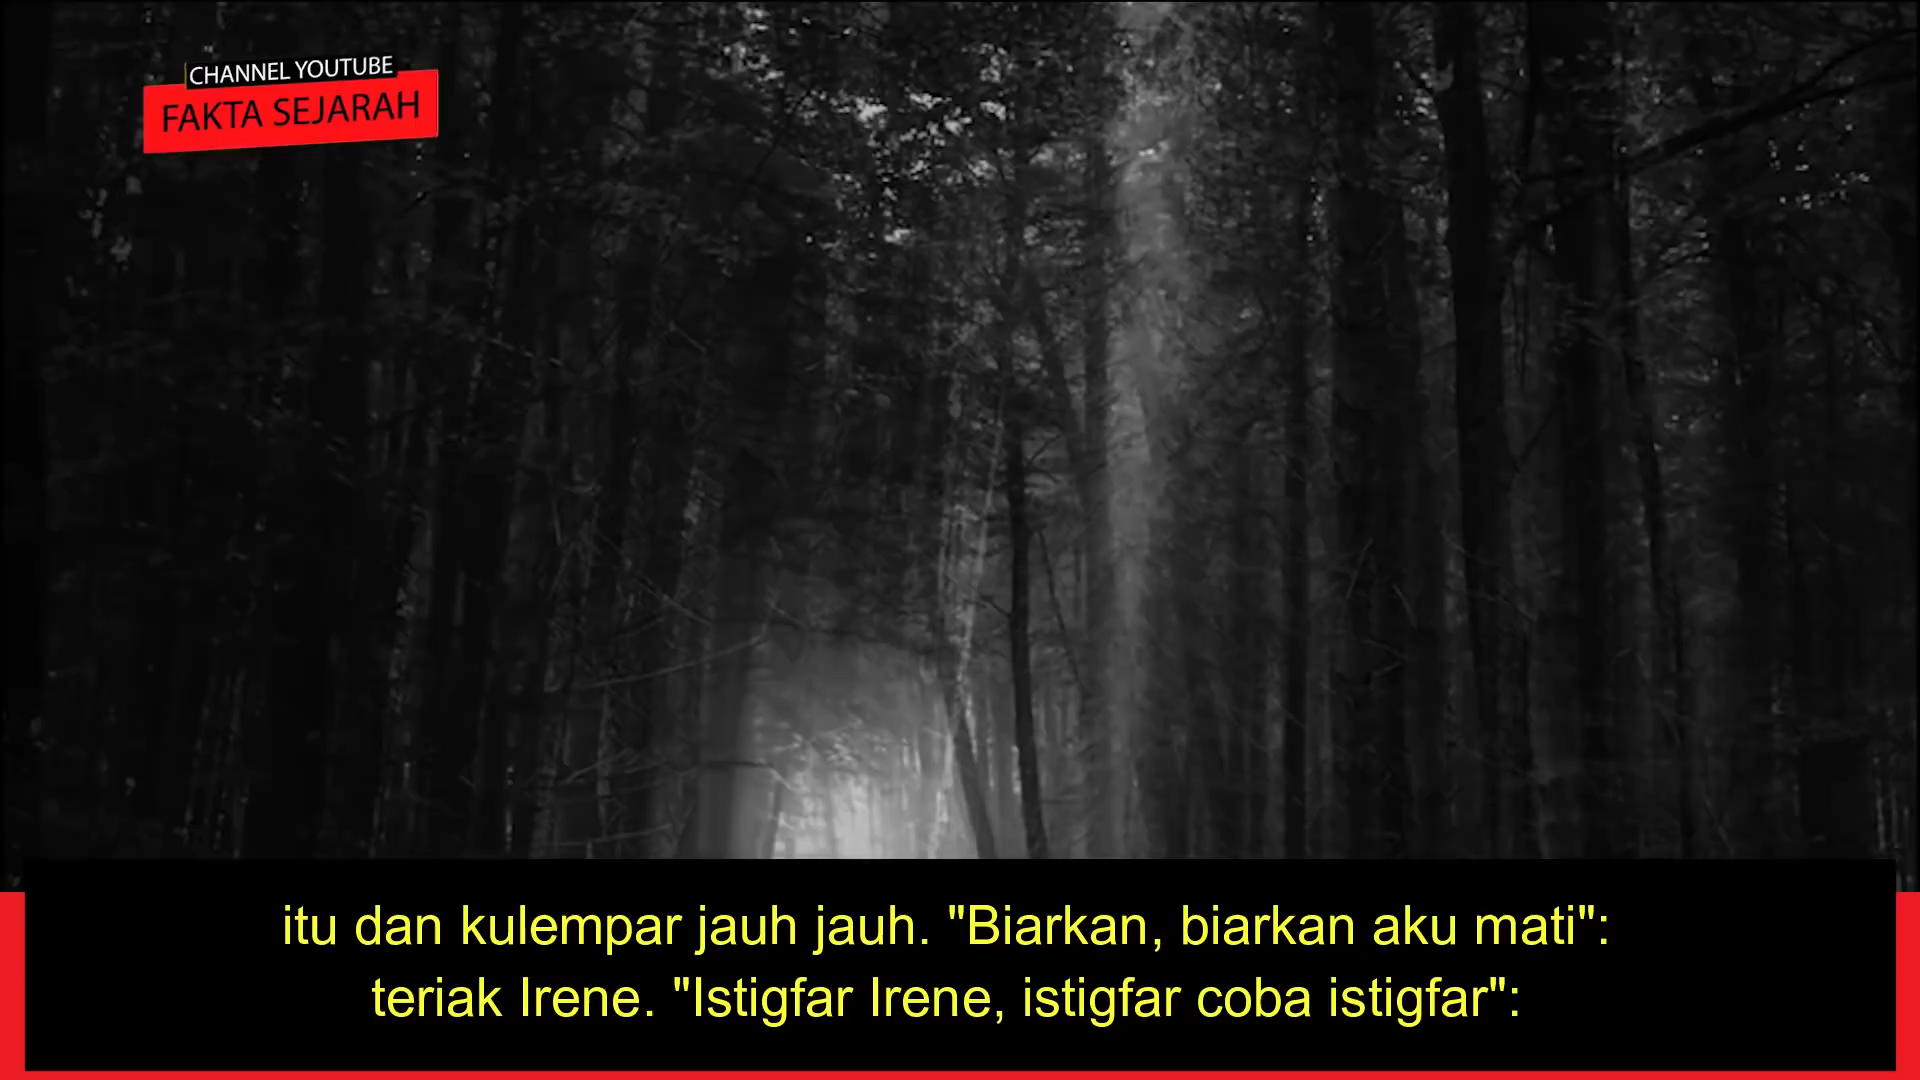 CHANNEL YOUTUBE
FAKTA SEJARAH
itu dan kulempar jauh jauh. "Biarkan, biarkan aku mati":
teriak Irene. "Istigfar Irene, istigfar coba istigfar":